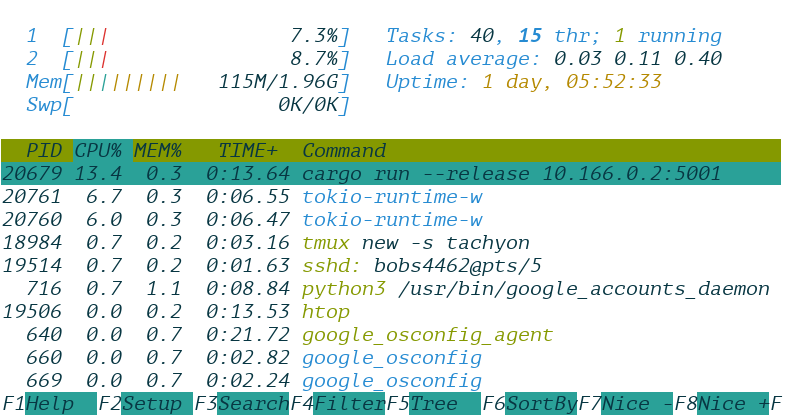 1 [||| 7.3%] Tasks: 40, 15 thr; 1 running
2 [||| 8.7%] Load average: 0.03 0.11 0.40
Mem[||||||||| 115M/1.96G] Uptime: 1 day, 05:52:33
Swp[ 0K/0K]
PID CPU% MEM% TIME+ Command
20679 13.4 0.3 0:13.64 cargo run --release 10.166.0.2:5001
20761 6.7 0.3 0:06.55 tokio-runtime-w
20760 6.0 0.3 0:06.47 tokio-runtime-w
18984 0.7 0.2 0:03.16 tmux new -s tachyon
19514 0.7 0.2 0:01.63 sshd: bobs4462@pts/5
716 0.7 1.1 0:08.84 python3 /usr/bin/google_accounts_daemon
19506 0.0 0.2 0:13.53 htop
640 0.0 0.7 0:21.72 google_osconfig_agent
660 0.0 0.7 0:02.82 google_osconfig
669 0.0 0.7 0:02.24 google_osconfig
F1Help F2Setup F3SearchF4FilterF5Tree F6SortByF7Nice -F8Nice +F